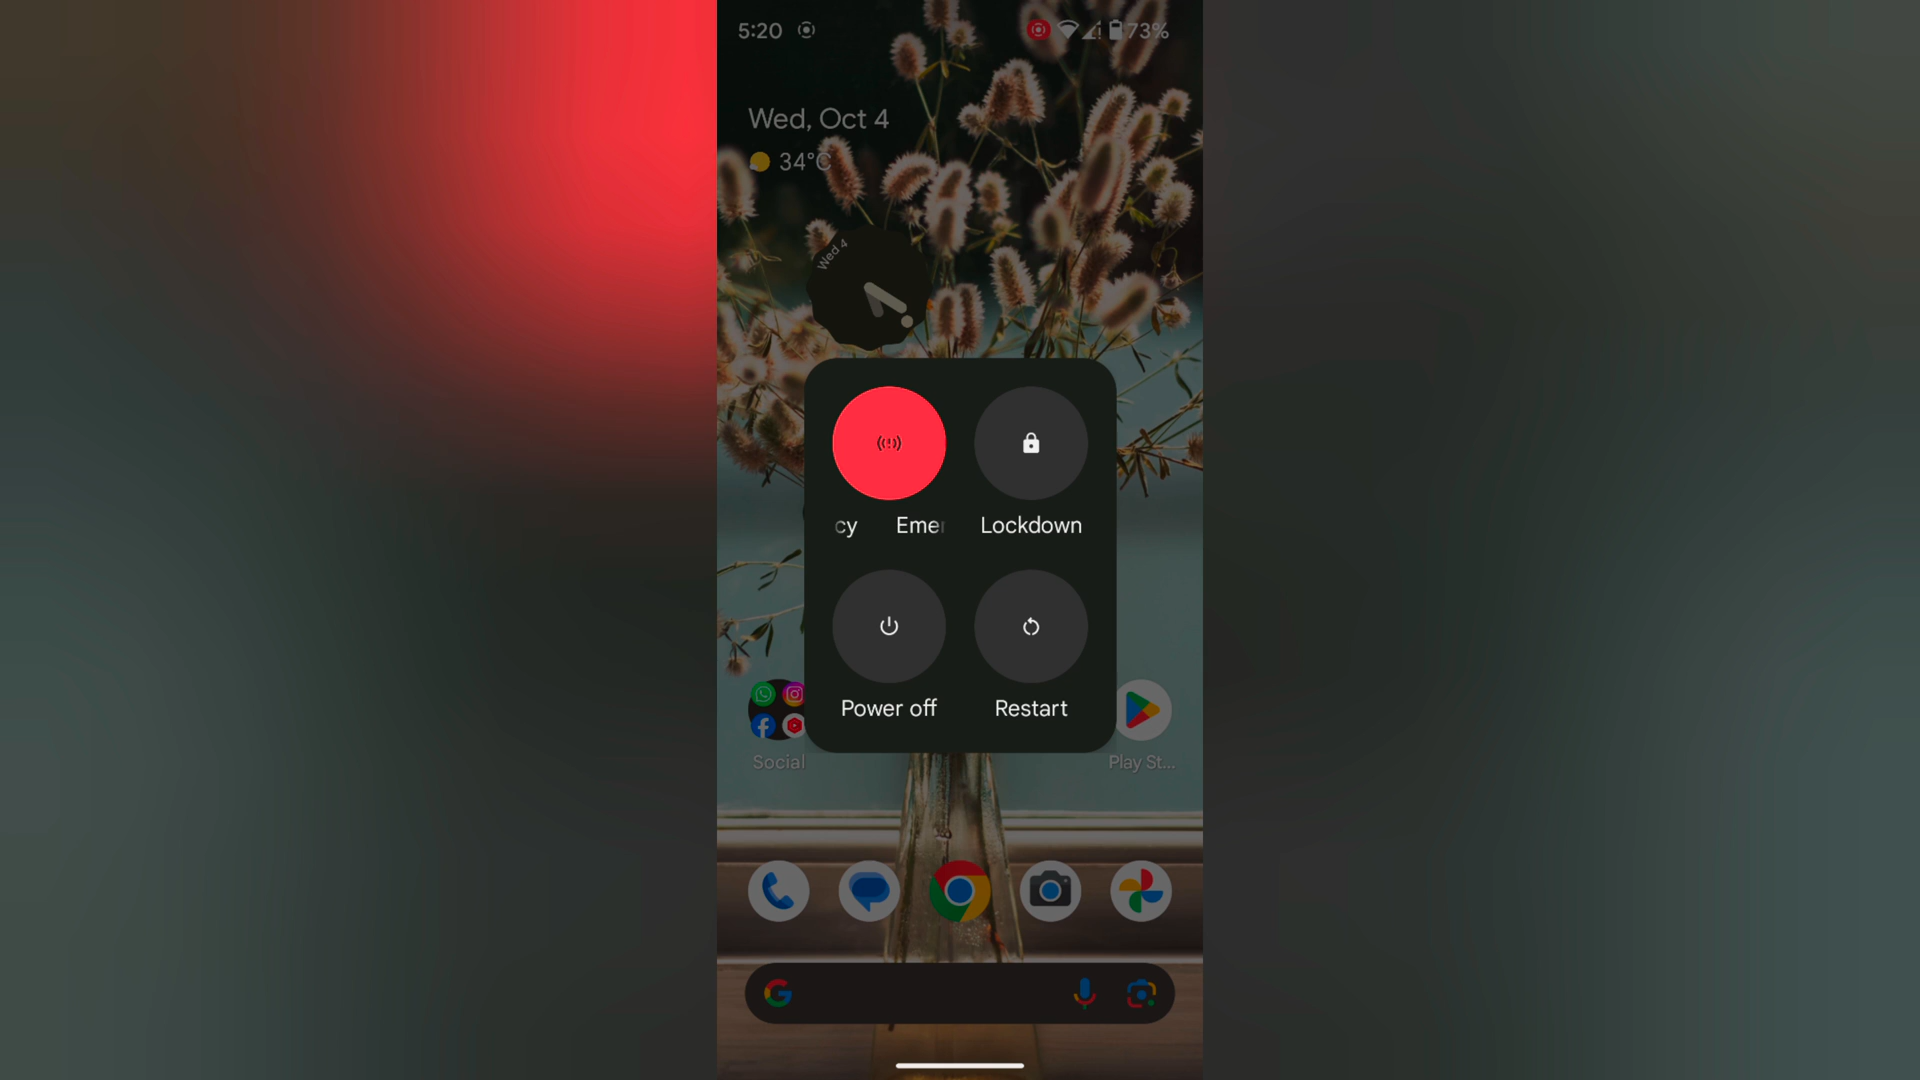 5:20
73%
Wed, Oct 4
34°C
Wed 4
cy Emer
Lockdown
Power off
Restart
Social
Play St...